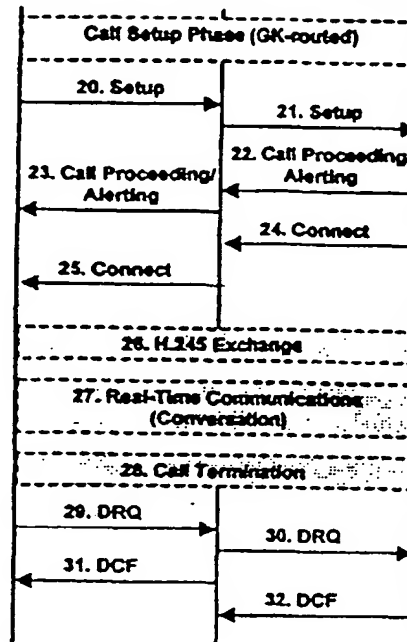 Call Setup Phase (GK-routed)
20. Setup
21. Setup
22. Call Proceeding/
Alerting
23. Call Proceeding/
Alerting
24. Connect
25. Connect
26. H.245 Exchange
27. Real-Time Communications
(Conversation)
28. Call Termination
29. DRQ
30. DRQ
31. DCF
32. DCF